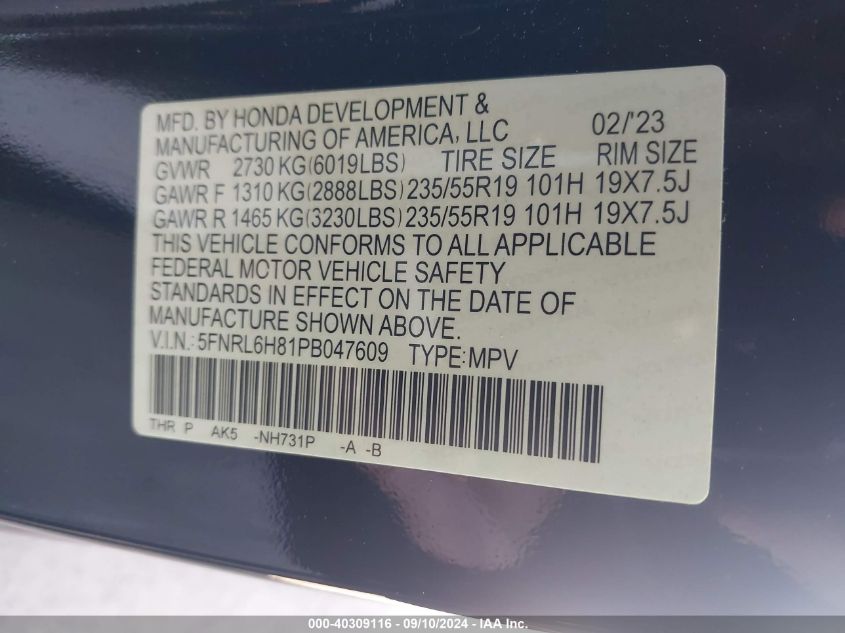 MFD. BY HONDA DEVELOPMENT &
MANUFACTURING OF AMERICA, LLC 02/'23
GVWR 2730 KG(6019LBS) TIRE SIZE RIM SIZE
GAWR F 1310 KG(2888LBS) 235/55R19 101H 19X7.5J
GAWR R 1465 KG(3230LBS) 235/55R19 101H 19X7.5J
THIS VEHICLE CONFORMS TO ALL APPLICABLE
FEDERAL MOTOR VEHICLE SAFETY
STANDARDS IN EFFECT ON THE DATE OF
MANUFACTURE SHOWN ABOVE.
V.I.N.: 5FNRL6H81PB047609 TYPE:MPV
THR P AK5 -NH731P -A -B
000-40309116 - 09/10/2024 - IAA Inc.